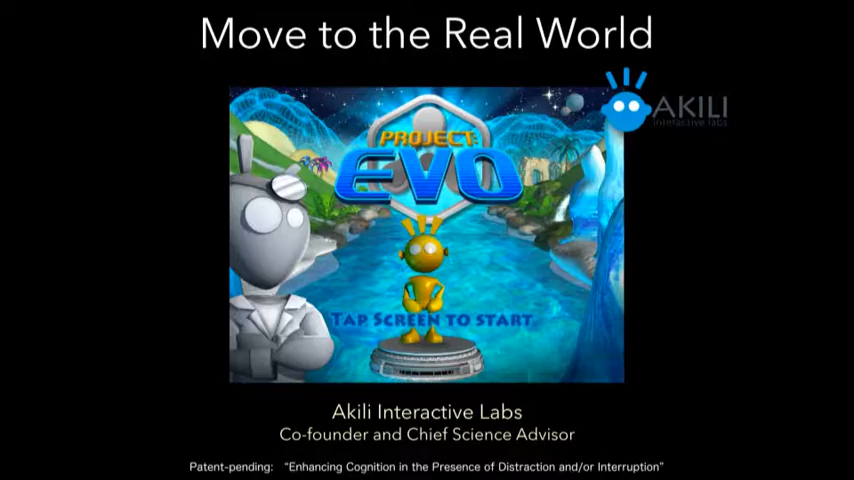 Move to the Real World
AKILI
interactive labs
PROJECT:
EVO
TAP SCREEN TO START
Akili Interactive Labs
Co-founder and Chief Science Advisor
Patent-pending: "Enhancing Cognition in the Presence of Distraction and/or Interruption"